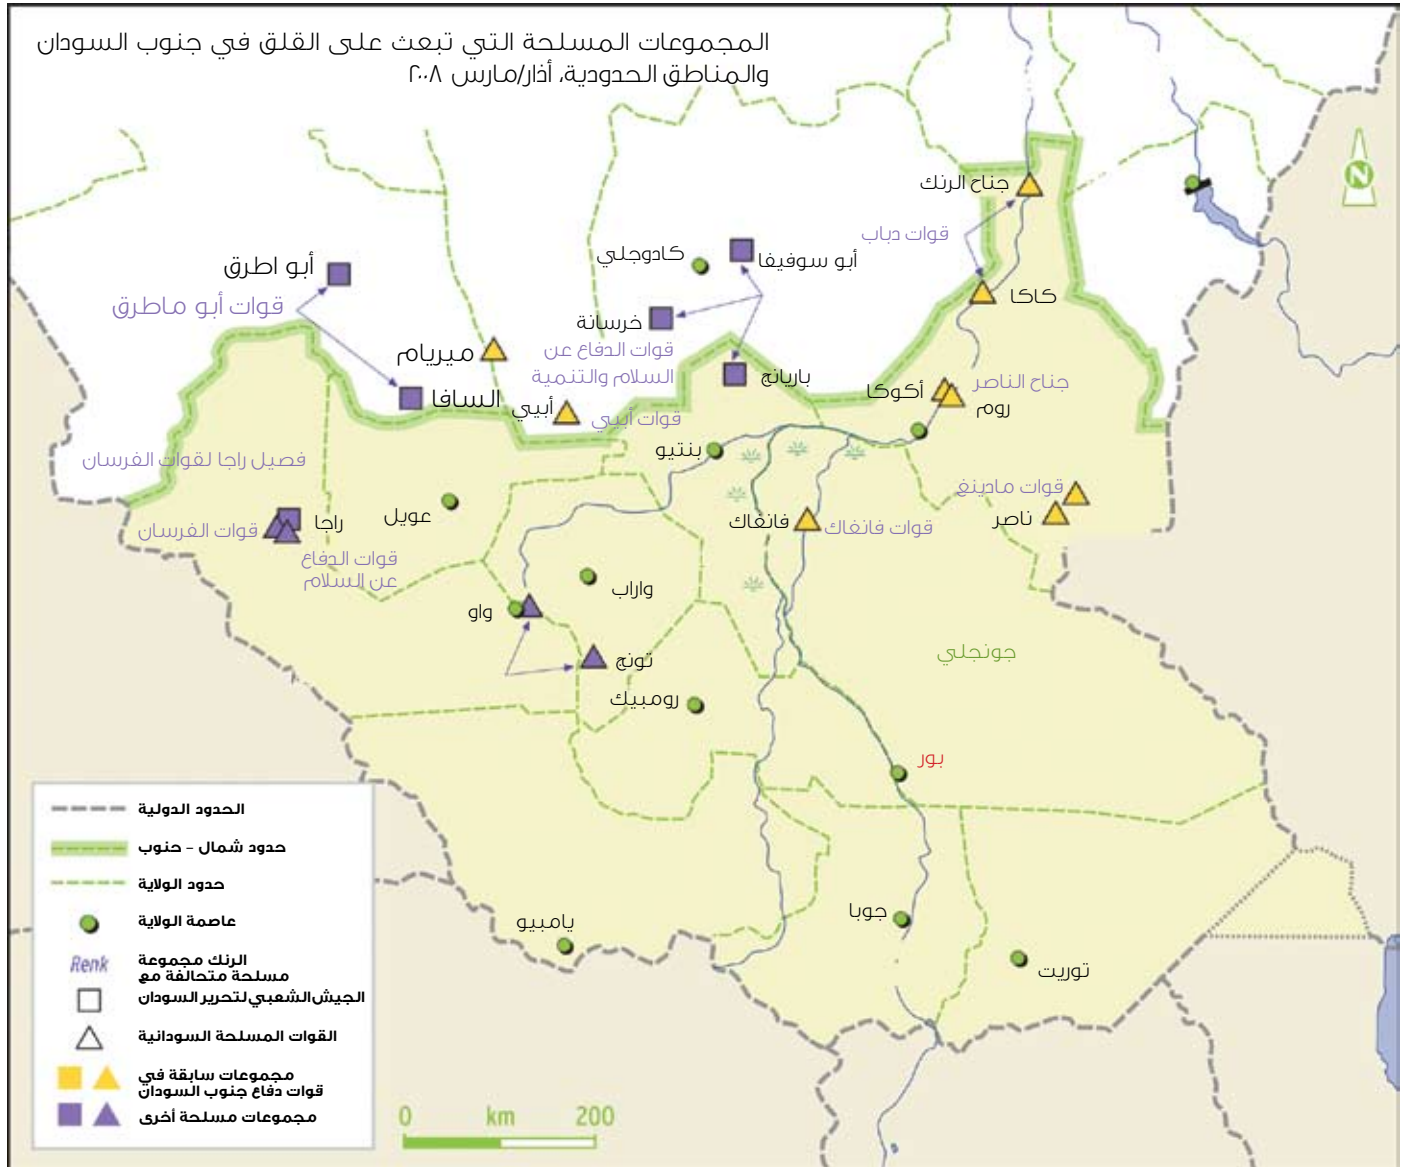 المجموعات المسلحة التي تبعث على القلق في جنوب السودان
والمناطق الحدودية، أذار/مارس ٢٠٠٨
N
جناح الرنك
قوات دباب
كادوجلي
أبو سوفيفا
أبو اطرق
قوات أبو ماطرق
كاكا
خرسانة
قوات الدفاع عن
السلام والتنمية
ميريام
باريانج
جناح الناصر
أكوكا
روم
السافا
أبيي
قوات أبيي
بنتيو
فصيل راجا لقوات الفرسان
قوات مادينغ
ناصر
عويل
راجا
قوات الفرسان
فانغاك
قوات فانغاك
قوات الدفاع
عن السلام
واراب
واو
تونج
جونجلي
رومبيك
بور
يامبيو
جوبا
توريت
الحدود الدولية
حدود شمال - حنوب
حدود الولاية
عاصمة الولاية
Renk
الرنك مجموعة
مسلحة متحالفة مع
الجيش الشعبي لتحرير السودان
القوات المسلحة السودانية
مجموعات سابقة في
قوات دفاع جنوب السودان
مجموعات مسلحة أخرى
0 km 200